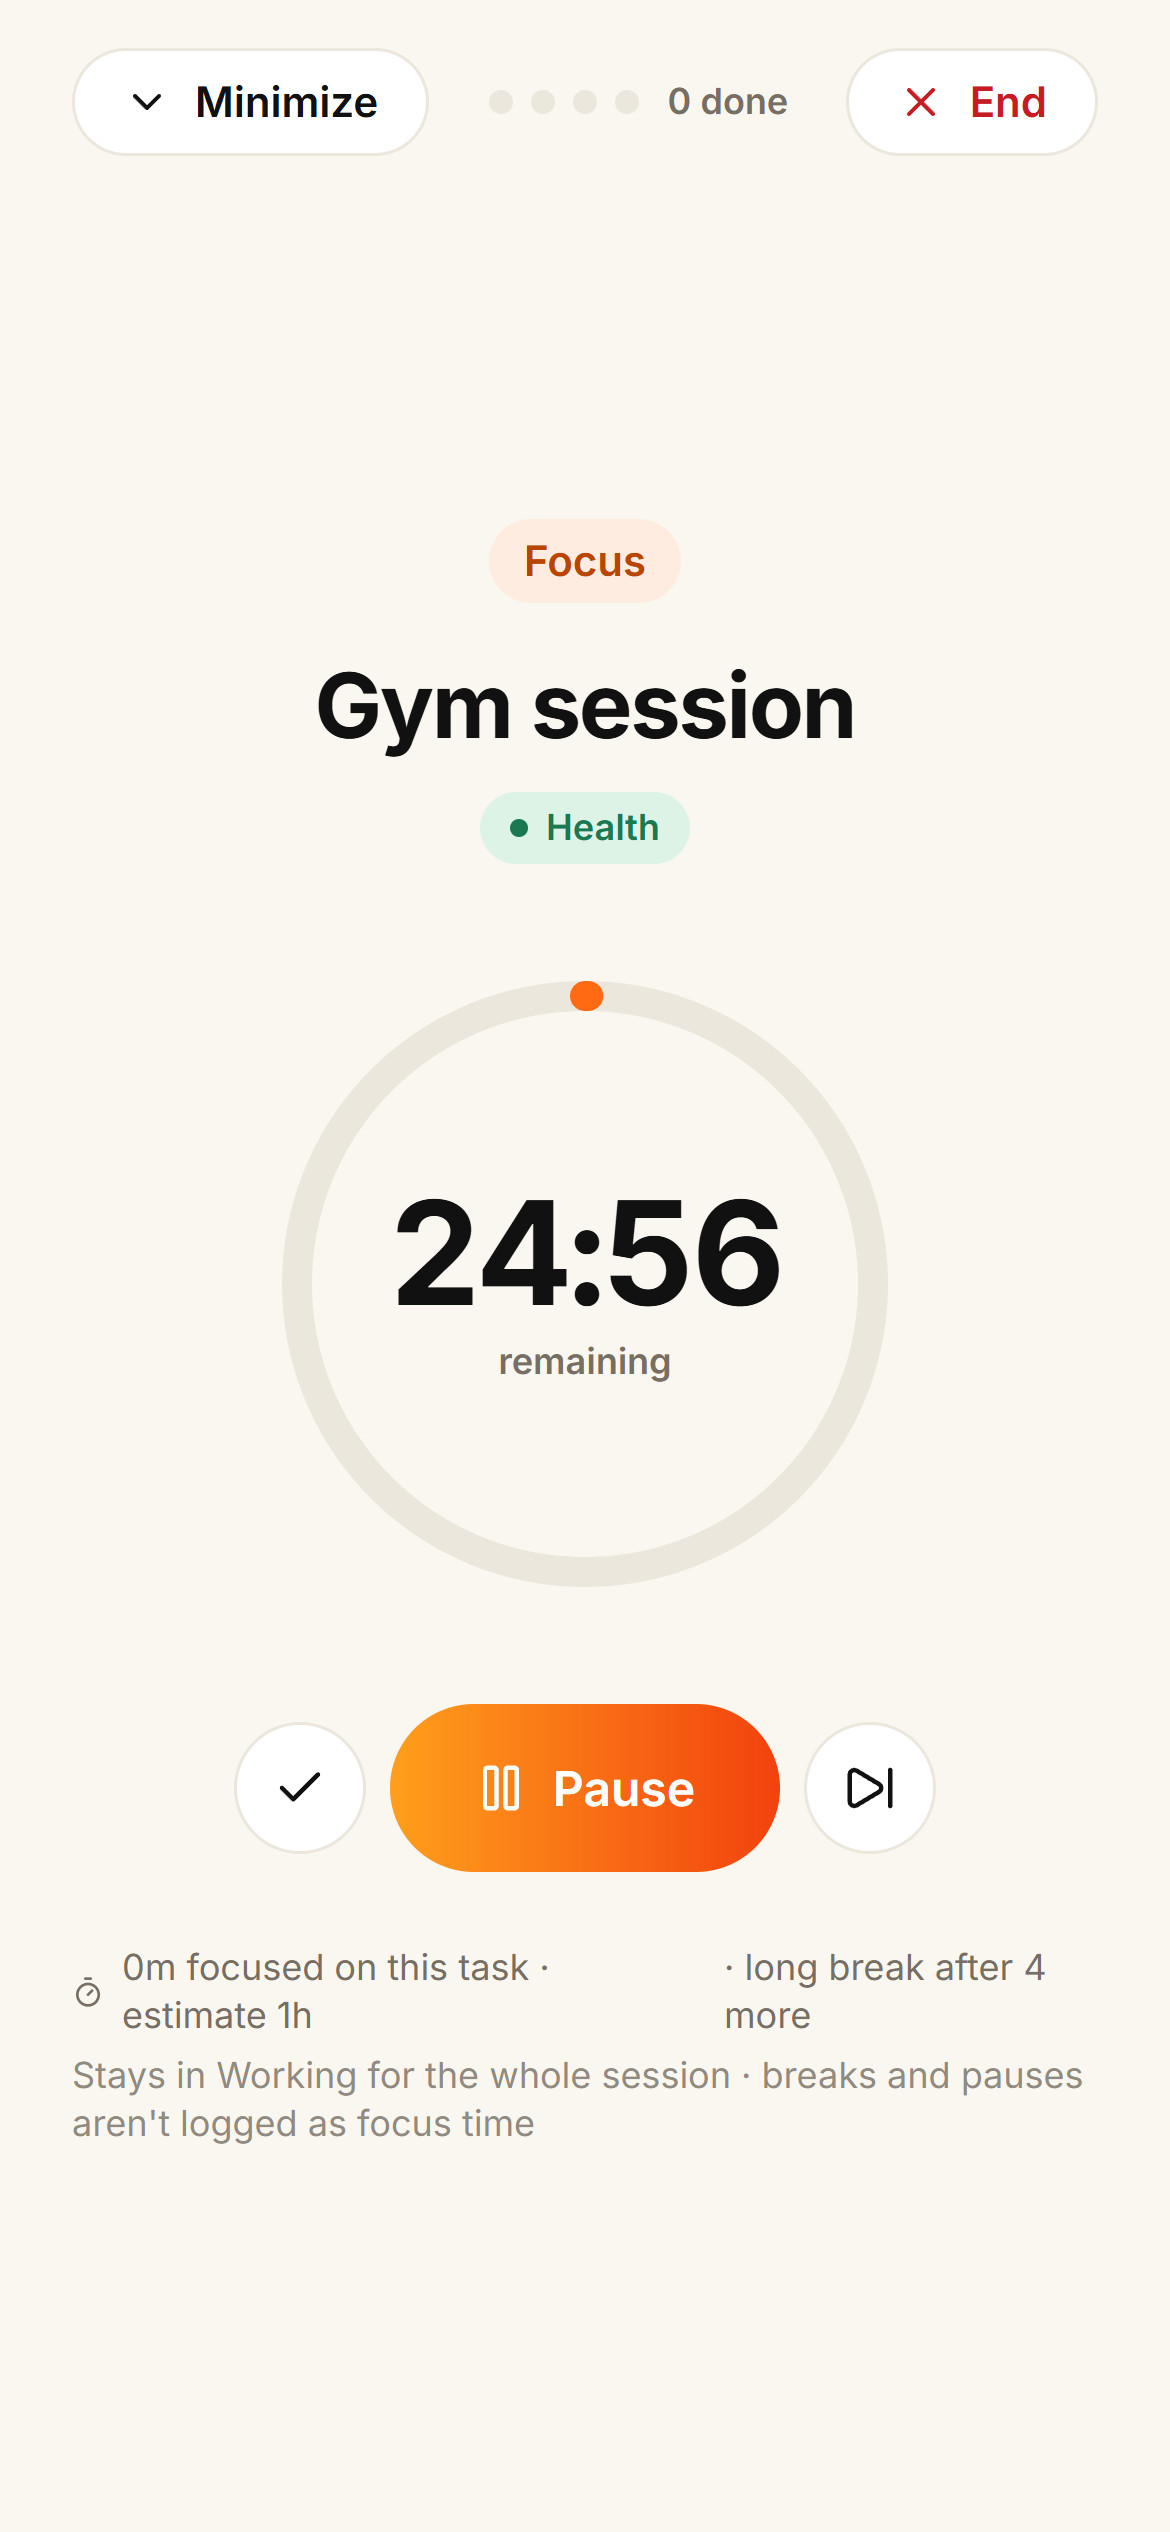 Minimize
0 done
End
Focus
Gym session
Health
24:56
remaining
Pause
0m focused on this task ·
estimate 1h
· long break after 4
more
Stays in Working for the whole session · breaks and pauses
aren't logged as focus time